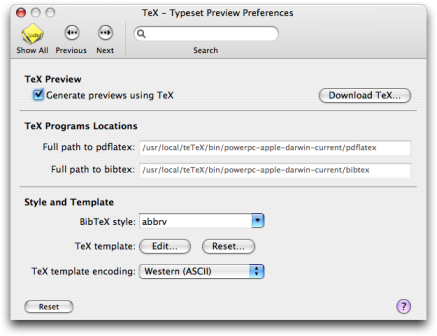 TeX – Typeset Preview Preferences
Show All Previous Next Search
TeX Preview
Generate previews using TeX Download TeX...
TeX Programs Locations
Full path to pdflatex: /usr/local/teTeX/bin/powerpc-apple-darwin-current/pdflatex
Full path to bibtex: /usr/local/teTeX/bin/powerpc-apple-darwin-current/bibtex
Style and Template
BibTeX style: abbrv
TeX template: Edit... Reset...
TeX template encoding: Western (ASCII)
Reset ?